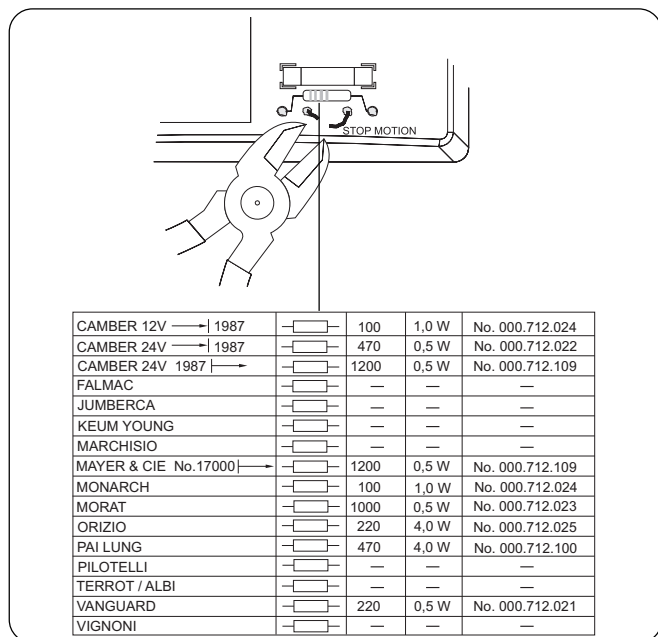 STOP MOTION
CAMBER 12V → 1987 100 1,0 W No. 000.712.024
CAMBER 24V → 1987 470 0,5 W No. 000.712.022
CAMBER 24V 1987 → 1200 0,5 W No. 000.712.109
FALMAC — — —
JUMBERCA — — —
KEUM YOUNG — — —
MARCHISIO — — —
MAYER & CIE No.17000 → 1200 0,5 W No. 000.712.109
MONARCH 100 1,0 W No. 000.712.024
MORAT 1000 0,5 W No. 000.712.023
ORIZIO 220 4,0 W No. 000.712.025
PAI LUNG 470 4,0 W No. 000.712.100
PILOTELLI — — —
TERROT / ALBI — — —
VANGUARD 220 0,5 W No. 000.712.021
VIGNONI — — —